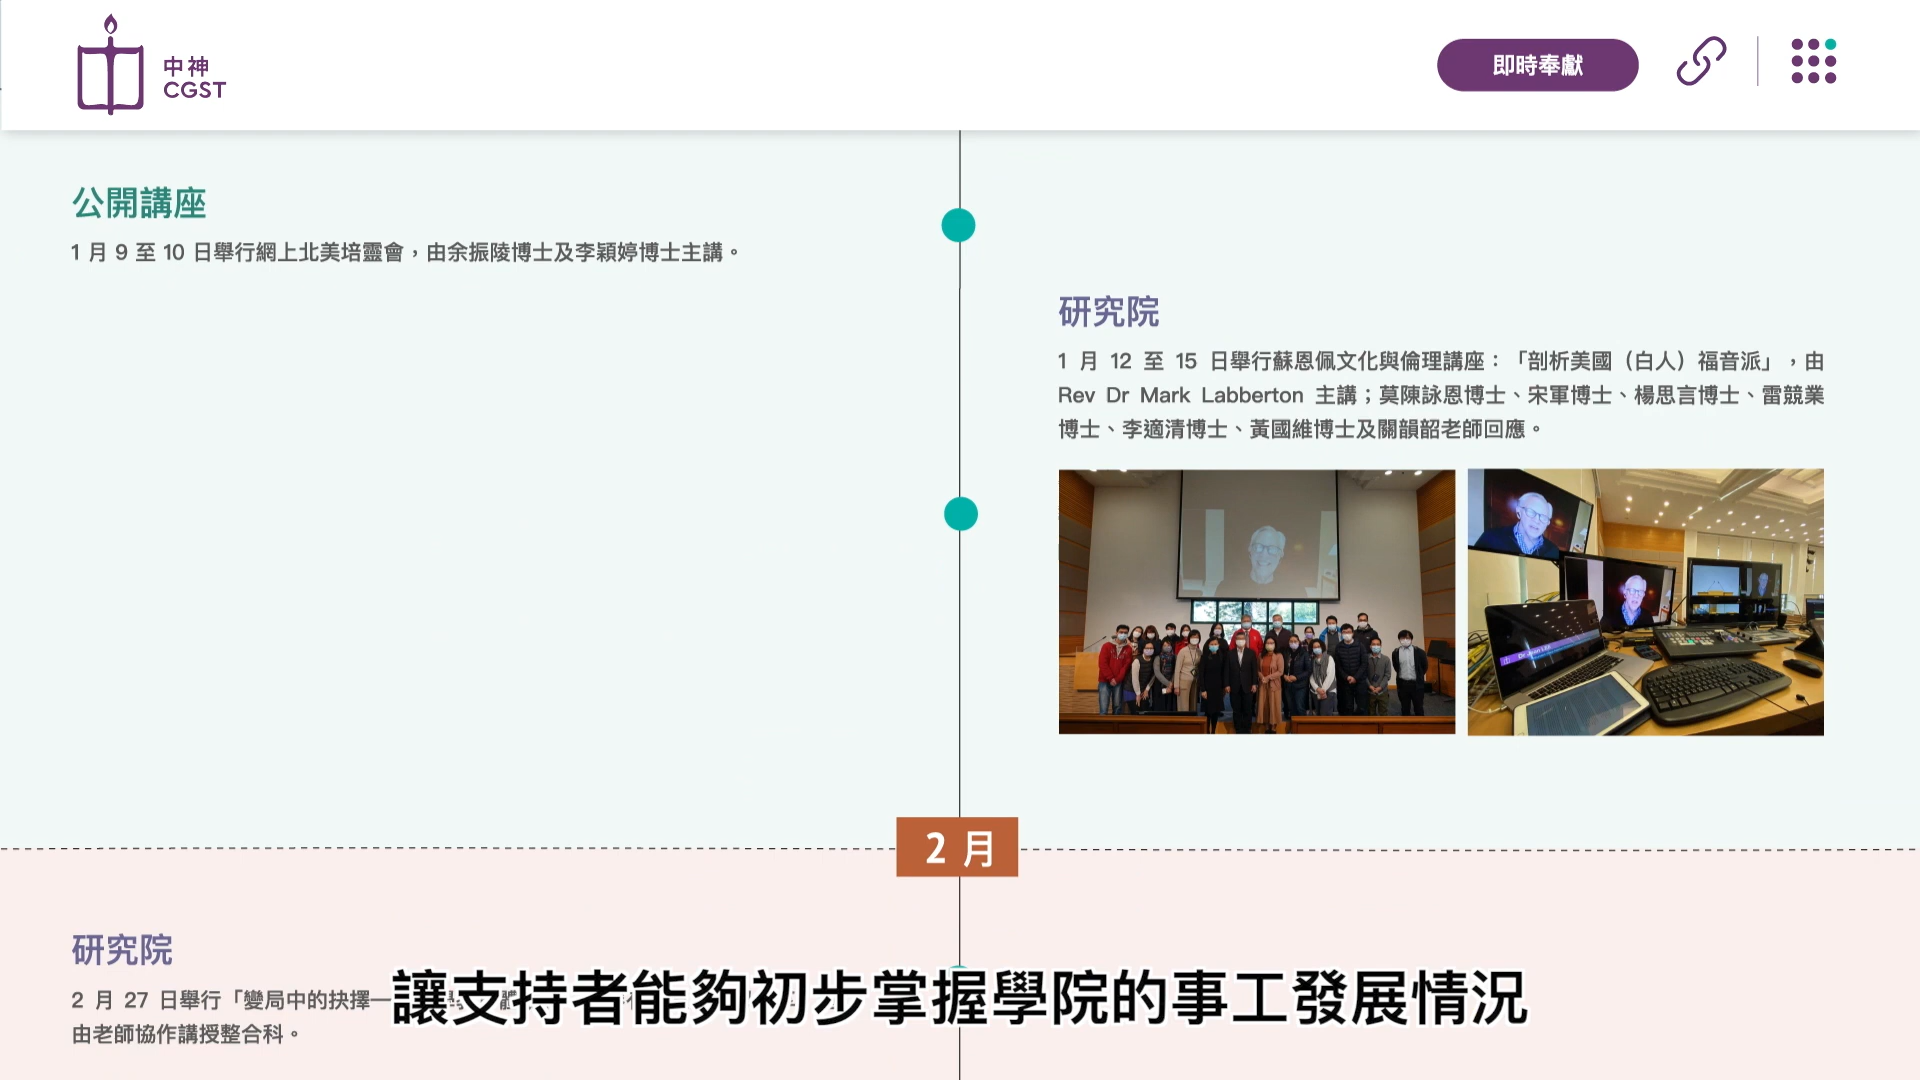 中神
CGST
即時奉獻
公開講座
1 月 9 至 10 日舉行網上北美培靈會，由余振陵博士及李穎婷博士主講。
研究院
1 月 12 至 15 日舉行蘇恩佩文化與倫理講座：「剖析美國（白人）福音派」，由
Rev Dr Mark Labberton 主講；莫陳詠恩博士、宋軍博士、楊思言博士、雷競業
博士、李適清博士、黃國維博士及關韻韶老師回應。
2 月
研究院
2 月 27 日舉行「變局中的抉擇—
由老師協作講授整合科。
讓支持者能夠初步掌握學院的事工發展情況